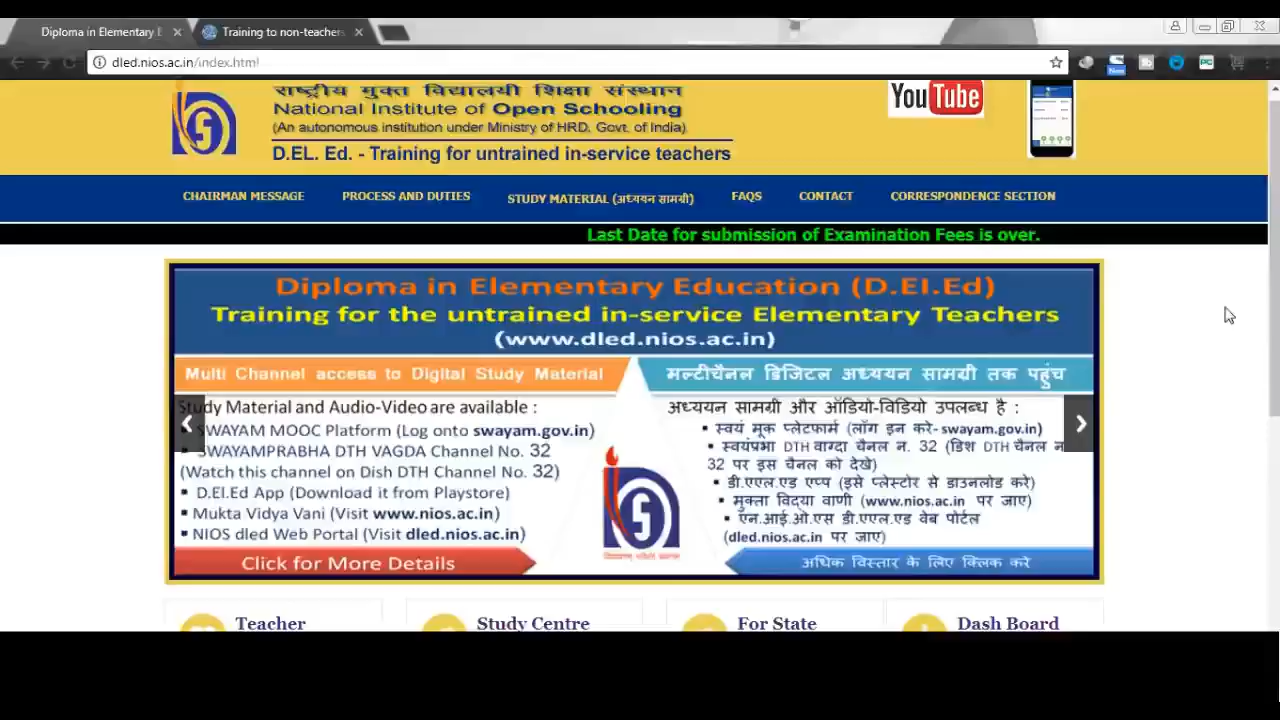 Diploma in Elementary E
Training to non-teachers
dled.nios.ac.in/index.html
New
PC
राष्ट्रीय मुक्त विद्यालयी शिक्षा संस्थान
National Institute of Open Schooling
(An autonomous institution under Ministry of HRD, Govt. of India)
D.EL. Ed. - Training for untrained in-service teachers
YouTube
CHAIRMAN MESSAGE
PROCESS AND DUTIES
STUDY MATERIAL (अध्ययन सामग्री)
FAQS
CONTACT
CORRESPONDENCE SECTION
Last Date for submission of Examination Fees is over.
Diploma in Elementary Education (D.El.Ed)
Training for the untrained in-service Elementary Teachers
(www.dled.nios.ac.in)
Multi Channel access to Digital Study Material
Study Material and Audio-Video are available :
SWAYAM MOOC Platform (Log onto swayam.gov.in)
SWAYAMPRABHA DTH VAGDA Channel No. 32
(Watch this channel on Dish DTH Channel No. 32)
▪ D.El.Ed App (Download it from Playstore)
▪ Mukta Vidya Vani (Visit www.nios.ac.in)
▪ NIOS dled Web Portal (Visit dled.nios.ac.in)
Click for More Details
मल्टीचैनल डिजिटल अध्ययन सामग्री तक पहुंच
अध्ययन सामग्री और ऑडियो-विडियो उपलब्ध है :
▪ स्वयं मूक प्लेटफार्म (लॉग इन करे- swayam.gov.in)
▪ स्वयंप्रभा DTH वाग्दा चैनल न. 32 (डिश DTH चैनल न
32 पर इस चैनल को देखे)
▪ डी.एएल.एड एप्प (इसे प्लेस्टोर से डाउनलोड करे)
▪ मुक्ता विद्या वाणी (www.nios.ac.in पर जाए)
▪ एन.आई.ओ.एस डी.एएल.एड वेब पोर्टल
(dled.nios.ac.in पर जाए)
अधिक विस्तार के लिए क्लिक करे
Teacher
Study Centre
For State
Dash Board